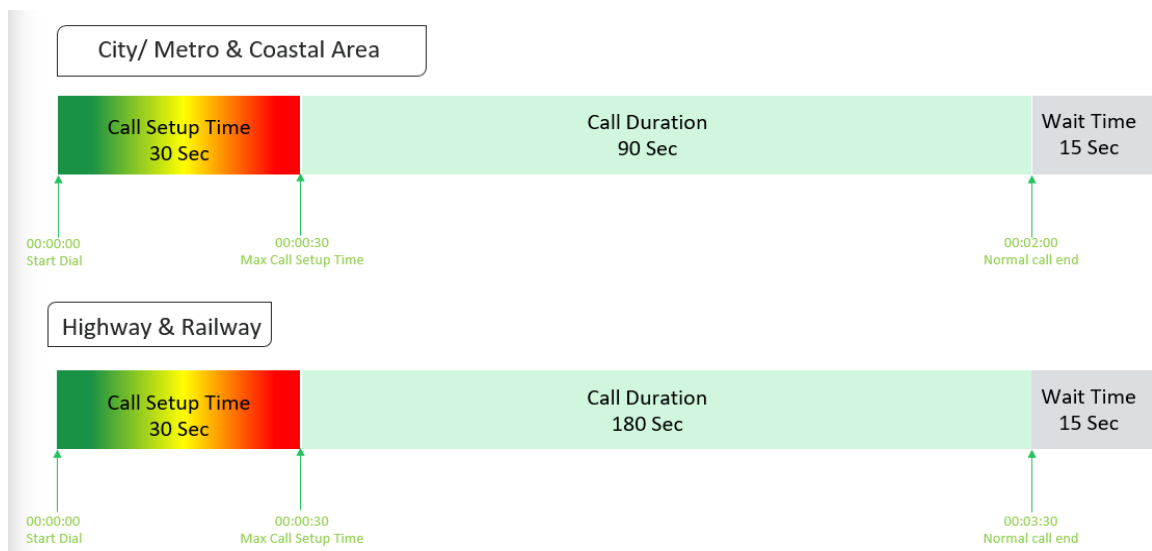 City/ Metro & Coastal Area
Call Setup Time
30 Sec
Call Duration
90 Sec
Wait Time
15 Sec
00:00:00
Start Dial
00:00:30
Max Call Setup Time
00:02:00
Normal call end
Highway & Railway
Call Setup Time
30 Sec
Call Duration
180 Sec
Wait Time
15 Sec
00:00:00
Start Dial
00:00:30
Max Call Setup Time
00:03:30
Normal call end